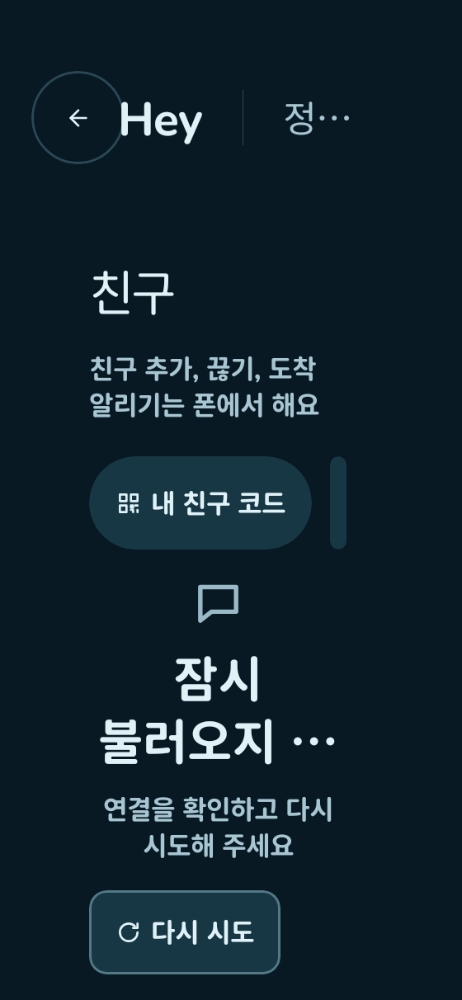 Hey
정…
친구
친구 추가, 끊기, 도착
알리기는 폰에서 해요
내 친구 코드
잠시
불러오지 …
연결을 확인하고 다시
시도해 주세요
다시 시도